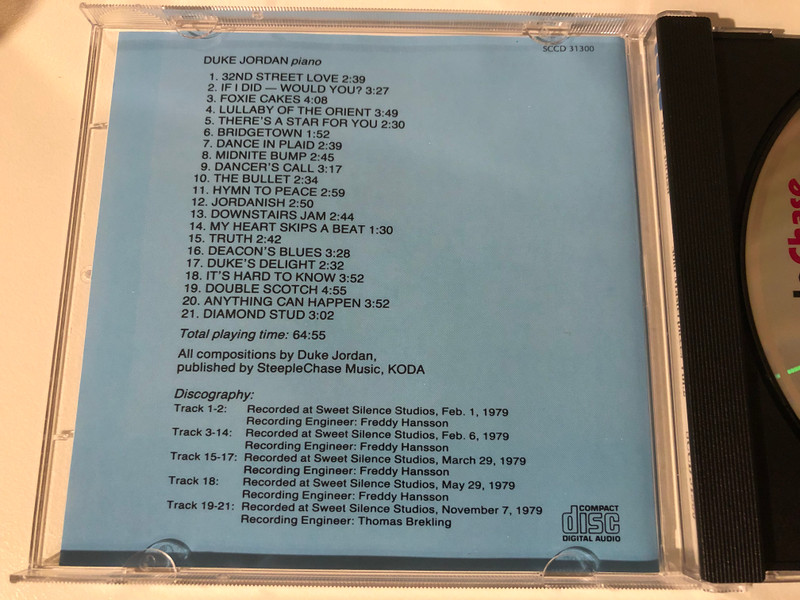 SCCD 31300
DUKE JORDAN piano
1. 32ND STREET LOVE 2:39
2. IF I DID — WOULD YOU? 3:27
3. FOXIE CAKES 4:08
4. LULLABY OF THE ORIENT 3:49
5. THERE'S A STAR FOR YOU 2:30
6. BRIDGETOWN 1:52
7. DANCE IN PLAID 2:39
8. MIDNITE BUMP 2:45
9. DANCER'S CALL 3:17
10. THE BULLET 2:34
11. HYMN TO PEACE 2:59
12. JORDANISH 2:50
13. DOWNSTAIRS JAM 2:44
14. MY HEART SKIPS A BEAT 1:30
15. TRUTH 2:42
16. DEACON'S BLUES 3:28
17. DUKE'S DELIGHT 2:32
18. IT'S HARD TO KNOW 3:52
19. DOUBLE SCOTCH 4:55
20. ANYTHING CAN HAPPEN 3:52
21. DIAMOND STUD 3:02
Total playing time: 64:55
All compositions by Duke Jordan,
published by SteepleChase Music, KODA
Discography:
Track 1-2: Recorded at Sweet Silence Studios, Feb. 1, 1979
Recording Engineer: Freddy Hansson
Track 3-14: Recorded at Sweet Silence Studios, Feb. 6, 1979
Recording Engineer: Freddy Hansson
Track 15-17: Recorded at Sweet Silence Studios, March 29, 1979
Recording Engineer: Freddy Hansson
Track 18: Recorded at Sweet Silence Studios, May 29, 1979
Recording Engineer: Freddy Hansson
Track 19-21: Recorded at Sweet Silence Studios, November 7, 1979
Recording Engineer: Thomas Brekling
COMPACT
disc
DIGITAL AUDIO
Chase